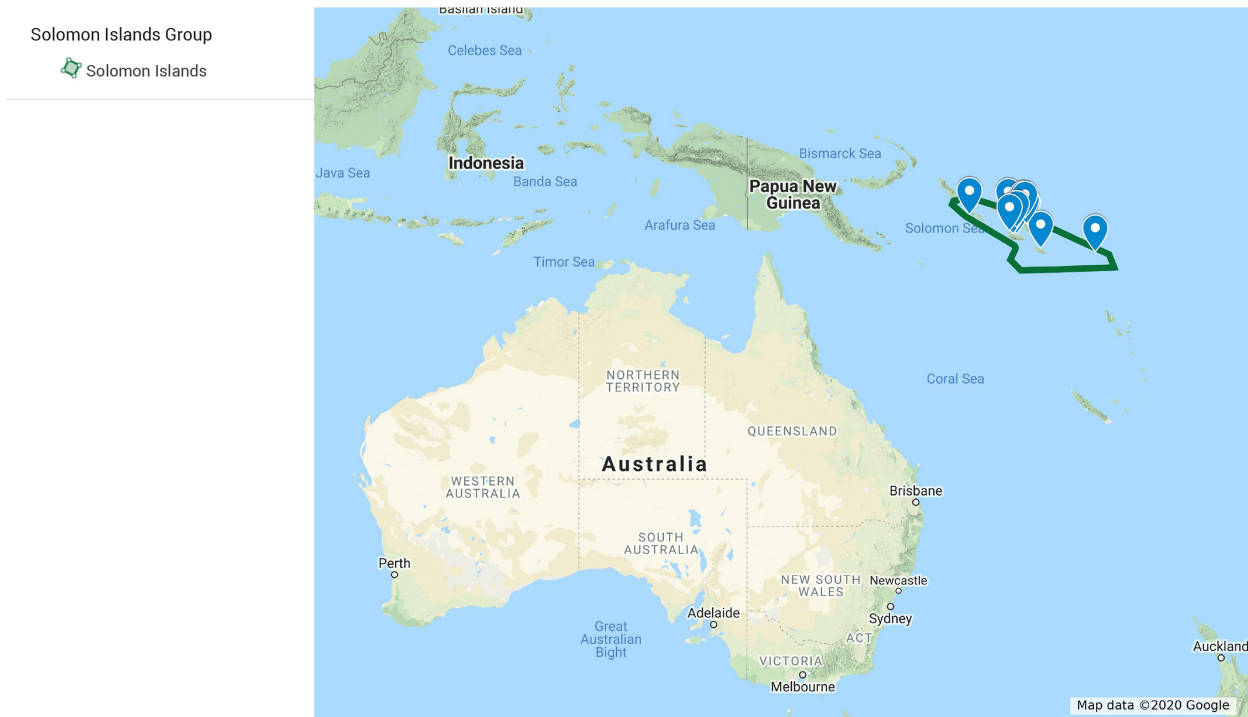 Solomon Islands Group
Solomon Islands
Basilan Island
Celebes Sea
Bismarck Sea
Indonesia
Java Sea
Banda Sea
Papua New
Guinea
Arafura Sea
Solomon Sea
Timor Sea
NORTHERN
TERRITORY
Coral Sea
QUEENSLAND
Australia
WESTERN
AUSTRALIA
Brisbane
SOUTH
AUSTRALIA
Perth
NEW SOUTH
WALES
Newcastle
Adelaide
Sydney
Great
Australian
Bight
ACT
Auckland
VICTORIA
Melbourne
Map data ©2020 Google